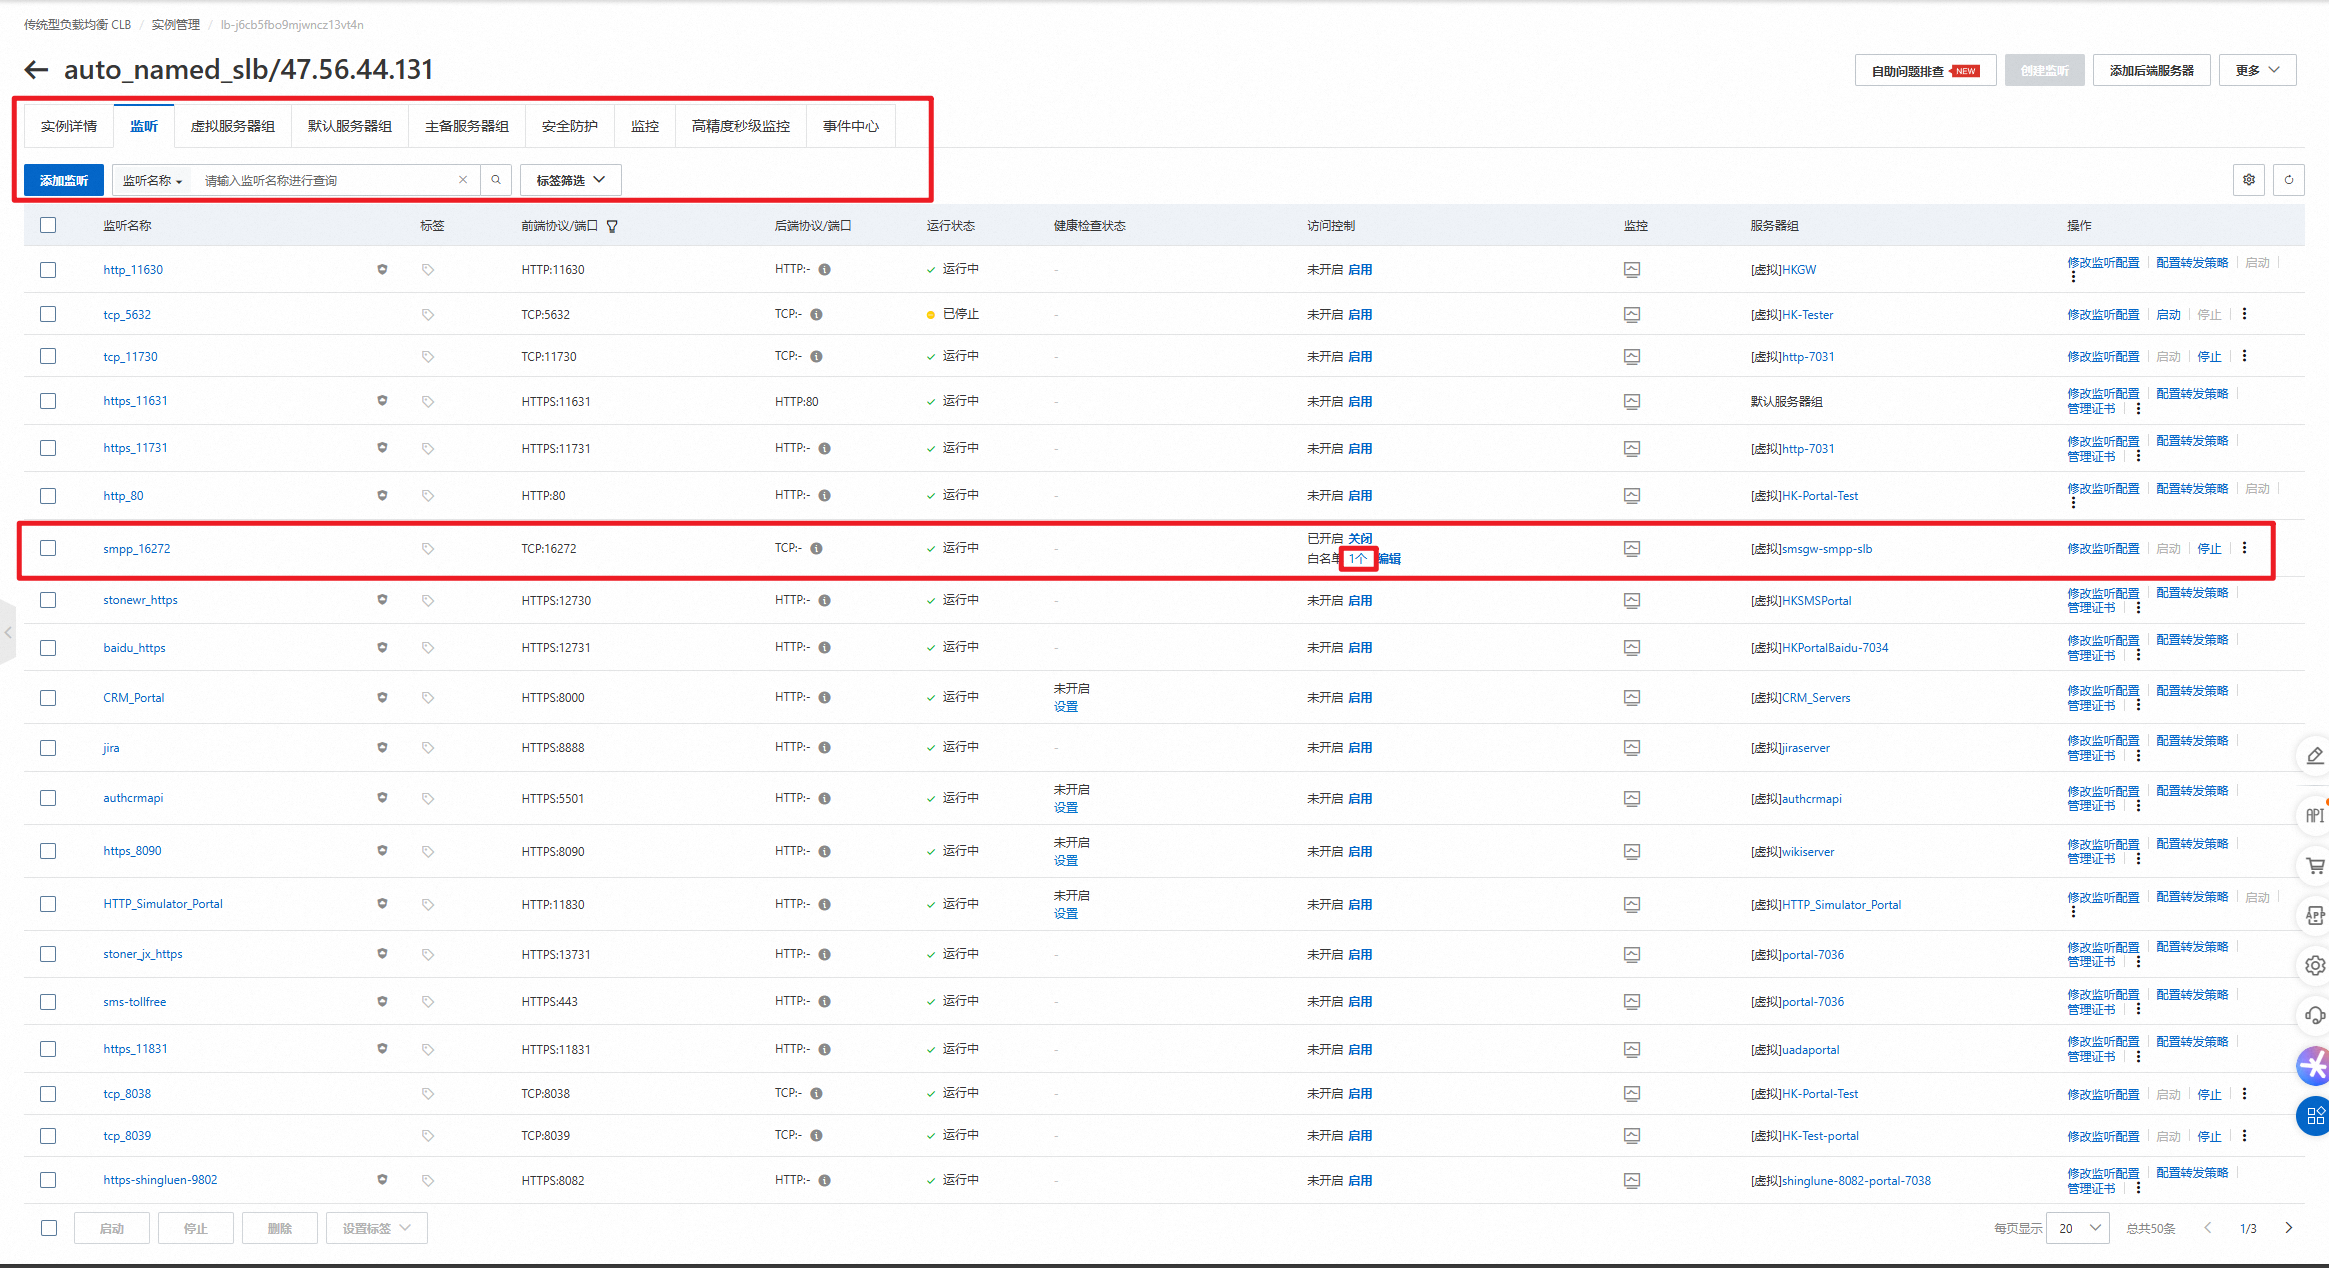 传统型负载均衡 CLB / 实例管理 / lb-j6cb5fbo9mjwncz13vt4n
auto_named_slb/47.56.44.131
自助问题排查 NEW 创建监听 添加后端服务器 更多
实例详情 监听 虚拟服务器组 默认服务器组 主备服务器组 安全防护 监控 高精度秒级监控 事件中心
添加监听 监听名称 请输入监听名称进行查询 标签筛选
监听名称 标签 前端协议/端口 后端协议/端口 运行状态 健康检查状态 访问控制 监控 服务器组 操作
http_11630 HTTP:11630 HTTP:- 运行中 - 未开启 启用 [虚拟]HKGW 修改监听配置 配置转发策略 启动
tcp_5632 TCP:5632 TCP:- 已停止 - 未开启 启用 [虚拟]HK-Tester 修改监听配置 启动 停止
tcp_11730 TCP:11730 TCP:- 运行中 - 未开启 启用 [虚拟]http-7031 修改监听配置 启动 停止
https_11631 HTTPS:11631 HTTP:80 运行中 - 未开启 启用 默认服务器组 修改监听配置 配置转发策略
管理证书
https_11731 HTTPS:11731 HTTP:- 运行中 - 未开启 启用 [虚拟]http-7031 修改监听配置 配置转发策略
管理证书
http_80 HTTP:80 HTTP:- 运行中 - 未开启 启用 [虚拟]HK-Portal-Test 修改监听配置 配置转发策略 启动
smpp_16272 TCP:16272 TCP:- 运行中 - 已开启 关闭 [虚拟]smsgw-smpp-slb 修改监听配置 启动 停止
白名单 1个 编辑
stonewr_https HTTPS:12730 HTTP:- 运行中 - 未开启 启用 [虚拟]HKSMSPortal 修改监听配置 配置转发策略
管理证书
baidu_https HTTPS:12731 HTTP:- 运行中 - 未开启 启用 [虚拟]HKPortalBaidu-7034 修改监听配置 配置转发策略
管理证书
CRM_Portal HTTPS:8000 HTTP:- 运行中 未开启 未开启 启用 [虚拟]CRM_Servers 修改监听配置 配置转发策略
设置 管理证书
jira HTTPS:8888 HTTP:- 运行中 - 未开启 启用 [虚拟]jiraserver 修改监听配置 配置转发策略
管理证书
authcrmapi HTTPS:5501 HTTP:- 运行中 未开启 未开启 启用 [虚拟]authcrmapi 修改监听配置 配置转发策略
设置 管理证书
https_8090 HTTPS:8090 HTTP:- 运行中 未开启 未开启 启用 [虚拟]wikiserver 修改监听配置 配置转发策略
设置 管理证书
HTTP_Simulator_Portal HTTP:11830 HTTP:- 运行中 未开启 未开启 启用 [虚拟]HTTP_Simulator_Portal 修改监听配置 配置转发策略 启动
设置
stoner_jx_https HTTPS:13731 HTTP:- 运行中 - 未开启 启用 [虚拟]portal-7036 修改监听配置 配置转发策略
管理证书
sms-tollfree HTTPS:443 HTTP:- 运行中 - 未开启 启用 [虚拟]portal-7036 修改监听配置 配置转发策略
管理证书
https_11831 HTTPS:11831 HTTP:- 运行中 - 未开启 启用 [虚拟]uadaportal 修改监听配置 配置转发策略
管理证书
tcp_8038 TCP:8038 TCP:- 运行中 - 未开启 启用 [虚拟]HK-Portal-Test 修改监听配置 启动 停止
tcp_8039 TCP:8039 TCP:- 运行中 - 未开启 启用 [虚拟]HK-Test-portal 修改监听配置 启动 停止
https-shingluen-9802 HTTPS:8082 HTTP:- 运行中 - 未开启 启用 [虚拟]shinglune-8082-portal-7038 修改监听配置 配置转发策略
管理证书
启动 停止 删除 设置标签 每页显示 20 总共50条 1/3
API
APP